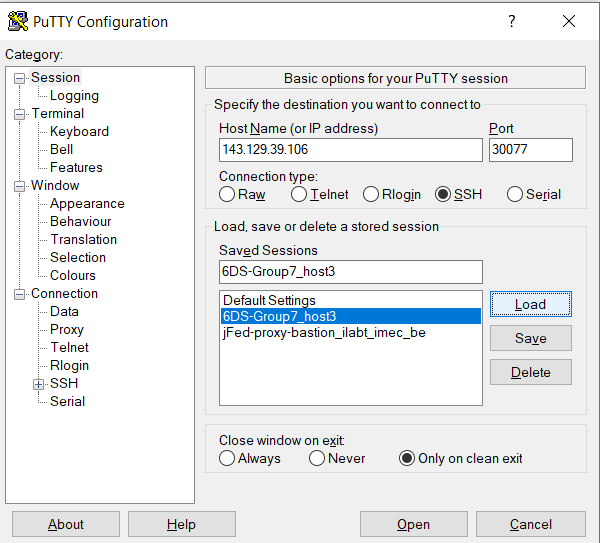 PuTTY Configuration
?
Category:
Session
Logging
Terminal
Keyboard
Bell
Features
Window
Appearance
Behaviour
Translation
Selection
Colours
Connection
Data
Proxy
Telnet
Rlogin
SSH
Serial
Basic options for your PuTTY session
Specify the destination you want to connect to
Host Name (or IP address) Port
143.129.39.106 30077
Connection type:
Raw Telnet Rlogin SSH Serial
Load, save or delete a stored session
Saved Sessions
6DS-Group7_host3
Default Settings
6DS-Group7_host3
jFed-proxy-bastion_ilabt_imec_be
Load
Save
Delete
Close window on exit:
Always Never Only on clean exit
About Help Open Cancel